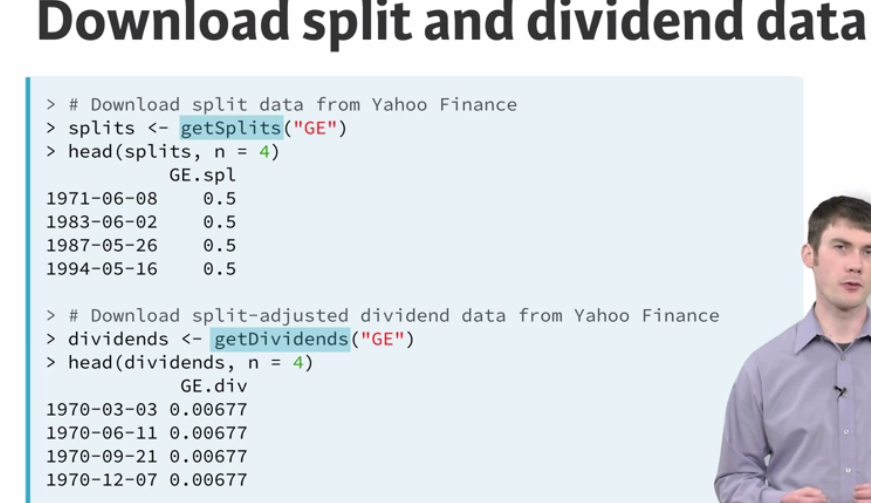 Download split and dividend data
> # Download split data from Yahoo Finance
> splits <- getSplits("GE")
> head(splits, n = 4)
           GE.spl
1971-06-08    0.5
1983-06-02    0.5
1987-05-26    0.5
1994-05-16    0.5
> # Download split-adjusted dividend data from Yahoo Finance
> dividends <- getDividends("GE")
> head(dividends, n = 4)
            GE.div
1970-03-03 0.00677
1970-06-11 0.00677
1970-09-21 0.00677
1970-12-07 0.00677